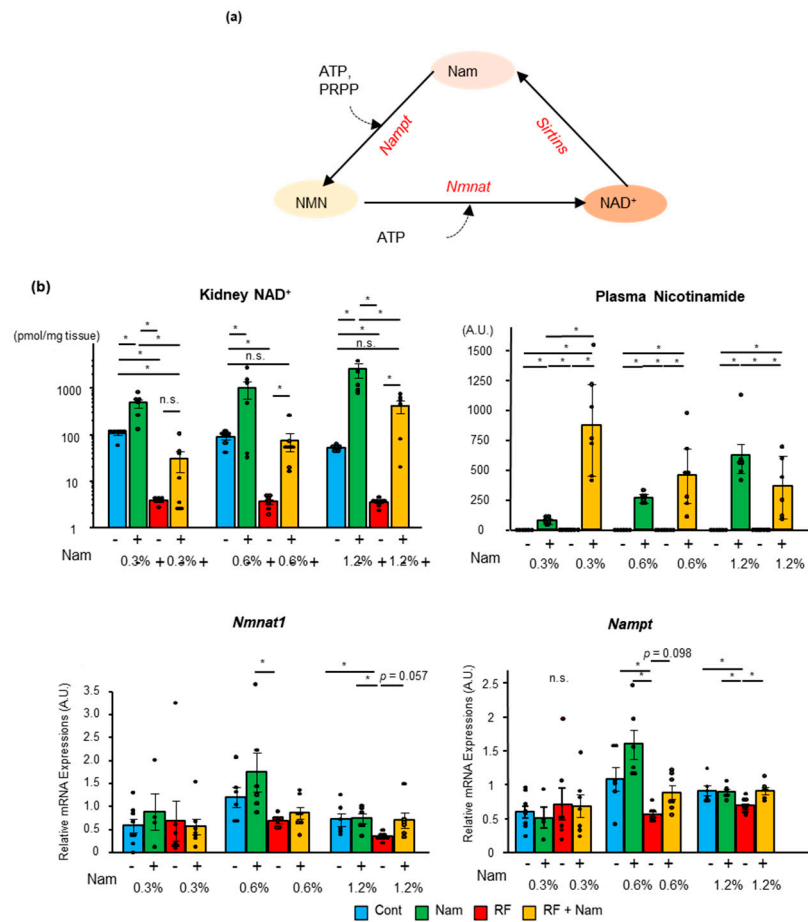 (a)
ATP,
PRPP
Nam
Nampt
Sirtins
NMN
Nmnat
NAD+
ATP
(b)
Kidney NAD+
(pmol/mg tissue)
* * * * * n.s.
* * n.s. *
* * * * n.s. *
1000
100
10
1
- + - + - + - + - + - +
Nam
0.3% 0.3% 0.6% 0.6% 1.2% 1.2%
Plasma Nicotinamide
(A.U.)
* * * * *
* * * *
* * * *
1500
1250
1000
750
500
250
0
- + - + - + - + - + - +
Nam
0.3% 0.3% 0.6% 0.6% 1.2% 1.2%
Nmnat1
Relative mRNA Expressions (A.U.)
* * * p = 0.057
3.5
3.0
2.5
2.0
1.5
1.0
0.5
0
- + - + - + - + - + - +
Nam
0.3% 0.3% 0.6% 0.6% 1.2% 1.2%
Nampt
Relative mRNA Expressions (A.U.)
n.s. * * p = 0.098 * * *
2.5
2
1.5
1
0.5
0
- + - + - + - + - + - +
Nam
0.3% 0.3% 0.6% 0.6% 1.2% 1.2%
Cont Nam RF RF + Nam